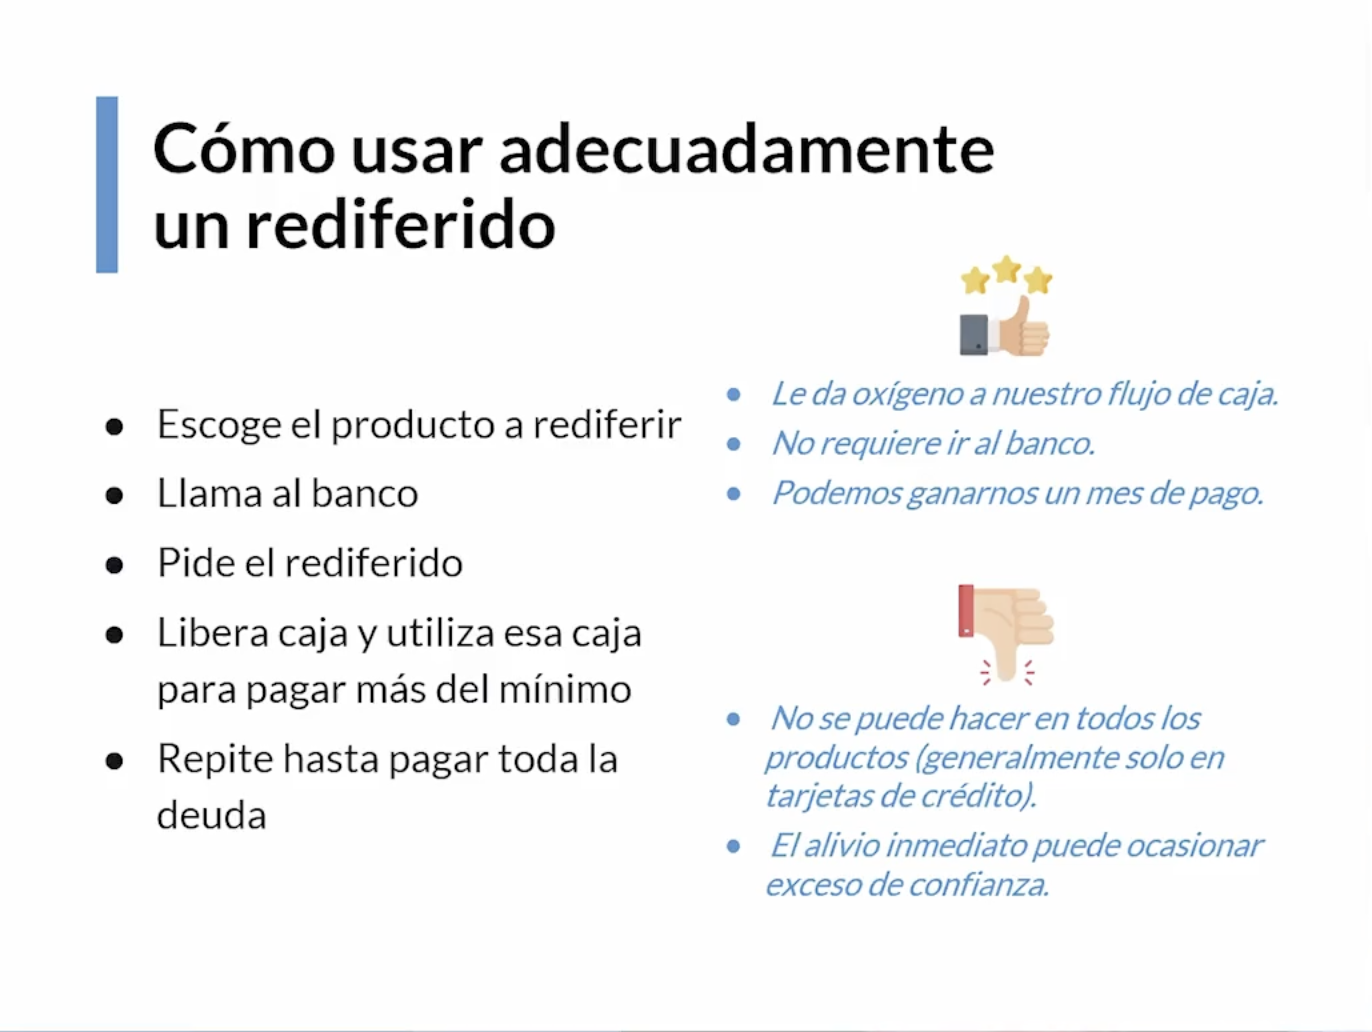 Cómo usar adecuadamente
un rediferido
● Escoge el producto a rediferir
● Llama al banco
● Pide el rediferido
● Libera caja y utiliza esa caja
para pagar más del mínimo
● Repite hasta pagar toda la
deuda
● Le da oxígeno a nuestro flujo de caja.
● No requiere ir al banco.
● Podemos ganarnos un mes de pago.
● No se puede hacer en todos los
productos (generalmente solo en
tarjetas de crédito).
● El alivio inmediato puede ocasionar
exceso de confianza.